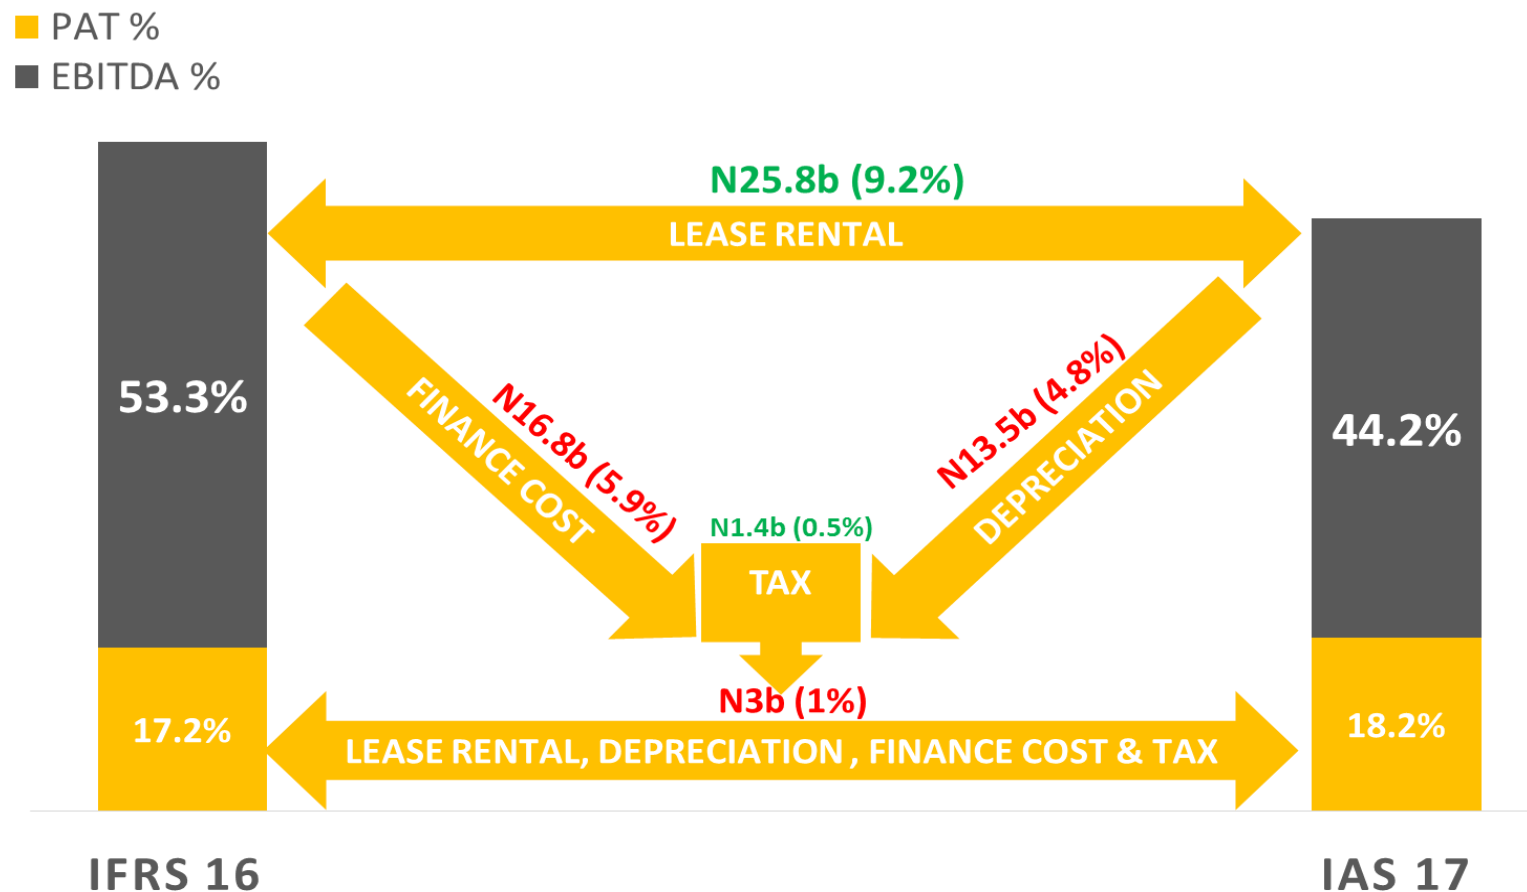 PAT %
EBITDA %
N25.8b (9.2%)
LEASE RENTAL
53.3%
44.2%
N16.8b (5.9%)
FINANCE COST
N13.5b (4.8%)
DEPRECIATION
N1.4b (0.5%)
TAX
N3b (1%)
17.2%
LEASE RENTAL, DEPRECIATION , FINANCE COST & TAX
18.2%
IFRS 16
IAS 17